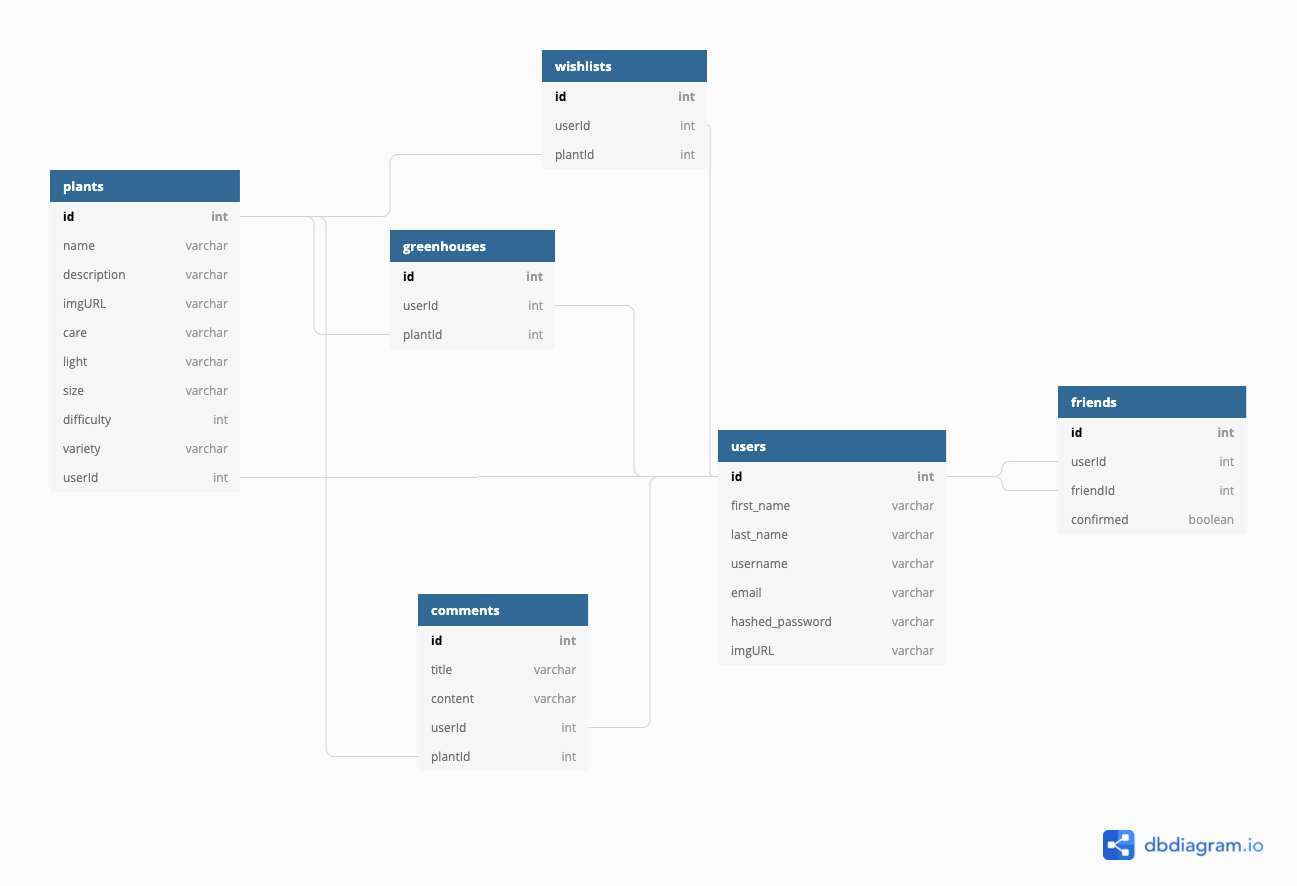 wishlists
id int
userId int
plantId int
plants
id int
name varchar
description varchar
imgURL varchar
care varchar
light varchar
size varchar
difficulty int
variety varchar
userId int
greenhouses
id int
userId int
plantId int
friends
id int
userId int
friendId int
confirmed boolean
users
id int
first_name varchar
last_name varchar
username varchar
email varchar
hashed_password varchar
imgURL varchar
comments
id int
title varchar
content varchar
userId int
plantId int
dbdiagram.io